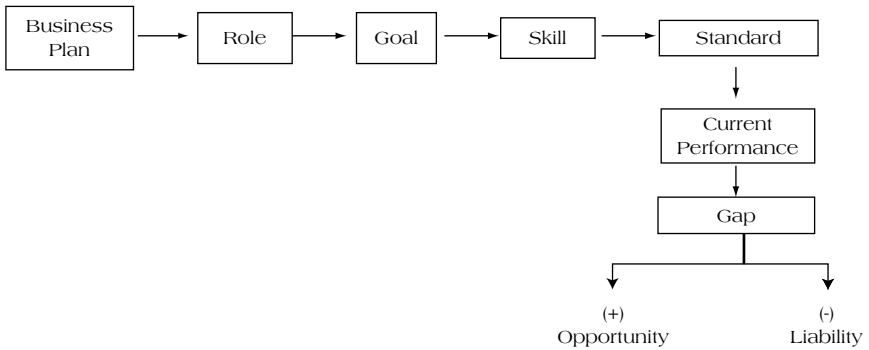 Business
Plan
Role
Goal
Skill
Standard
Current
Performance
Gap
(+)
Opportunity
(-)
Liability